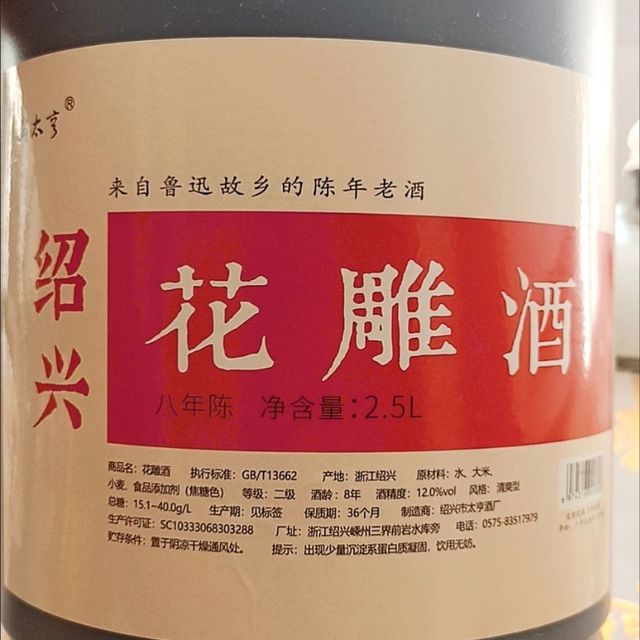 太亨®
来自鲁迅故乡的陈年老酒
绍兴
花雕酒
八年陈 净含量:2.5L
商品名:花雕酒 执行标准:GB/T13662 产地:浙江绍兴 原材料:水、大米、
小麦、食品添加剂(焦糖色) 等级:二级 酒龄:8年 酒精度:12.0%vol 风格:清爽型
总糖:15.1~40.0g/L 生产日期:见标签 保质期:36个月 制造商:绍兴市太亨酒厂
生产许可证:SC10333068303288 厂址:浙江绍兴嵊州三界前岩水库旁 电话:0575-83517979
贮存条件:置于阴凉干燥通风处。 提示:出现少量沉淀系蛋白质凝固,饮用无妨。